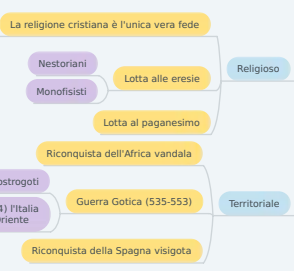 La religione cristiana è l'unica vera fede
Nestoriani
Lotta alle eresie
Religioso
Monofisisti
Lotta al paganesimo
Riconquista dell'Africa vandala
ostrogoti
Guerra Gotica (535-553)
Territoriale
4) l'Italia
Riconquista della Spagna visigota